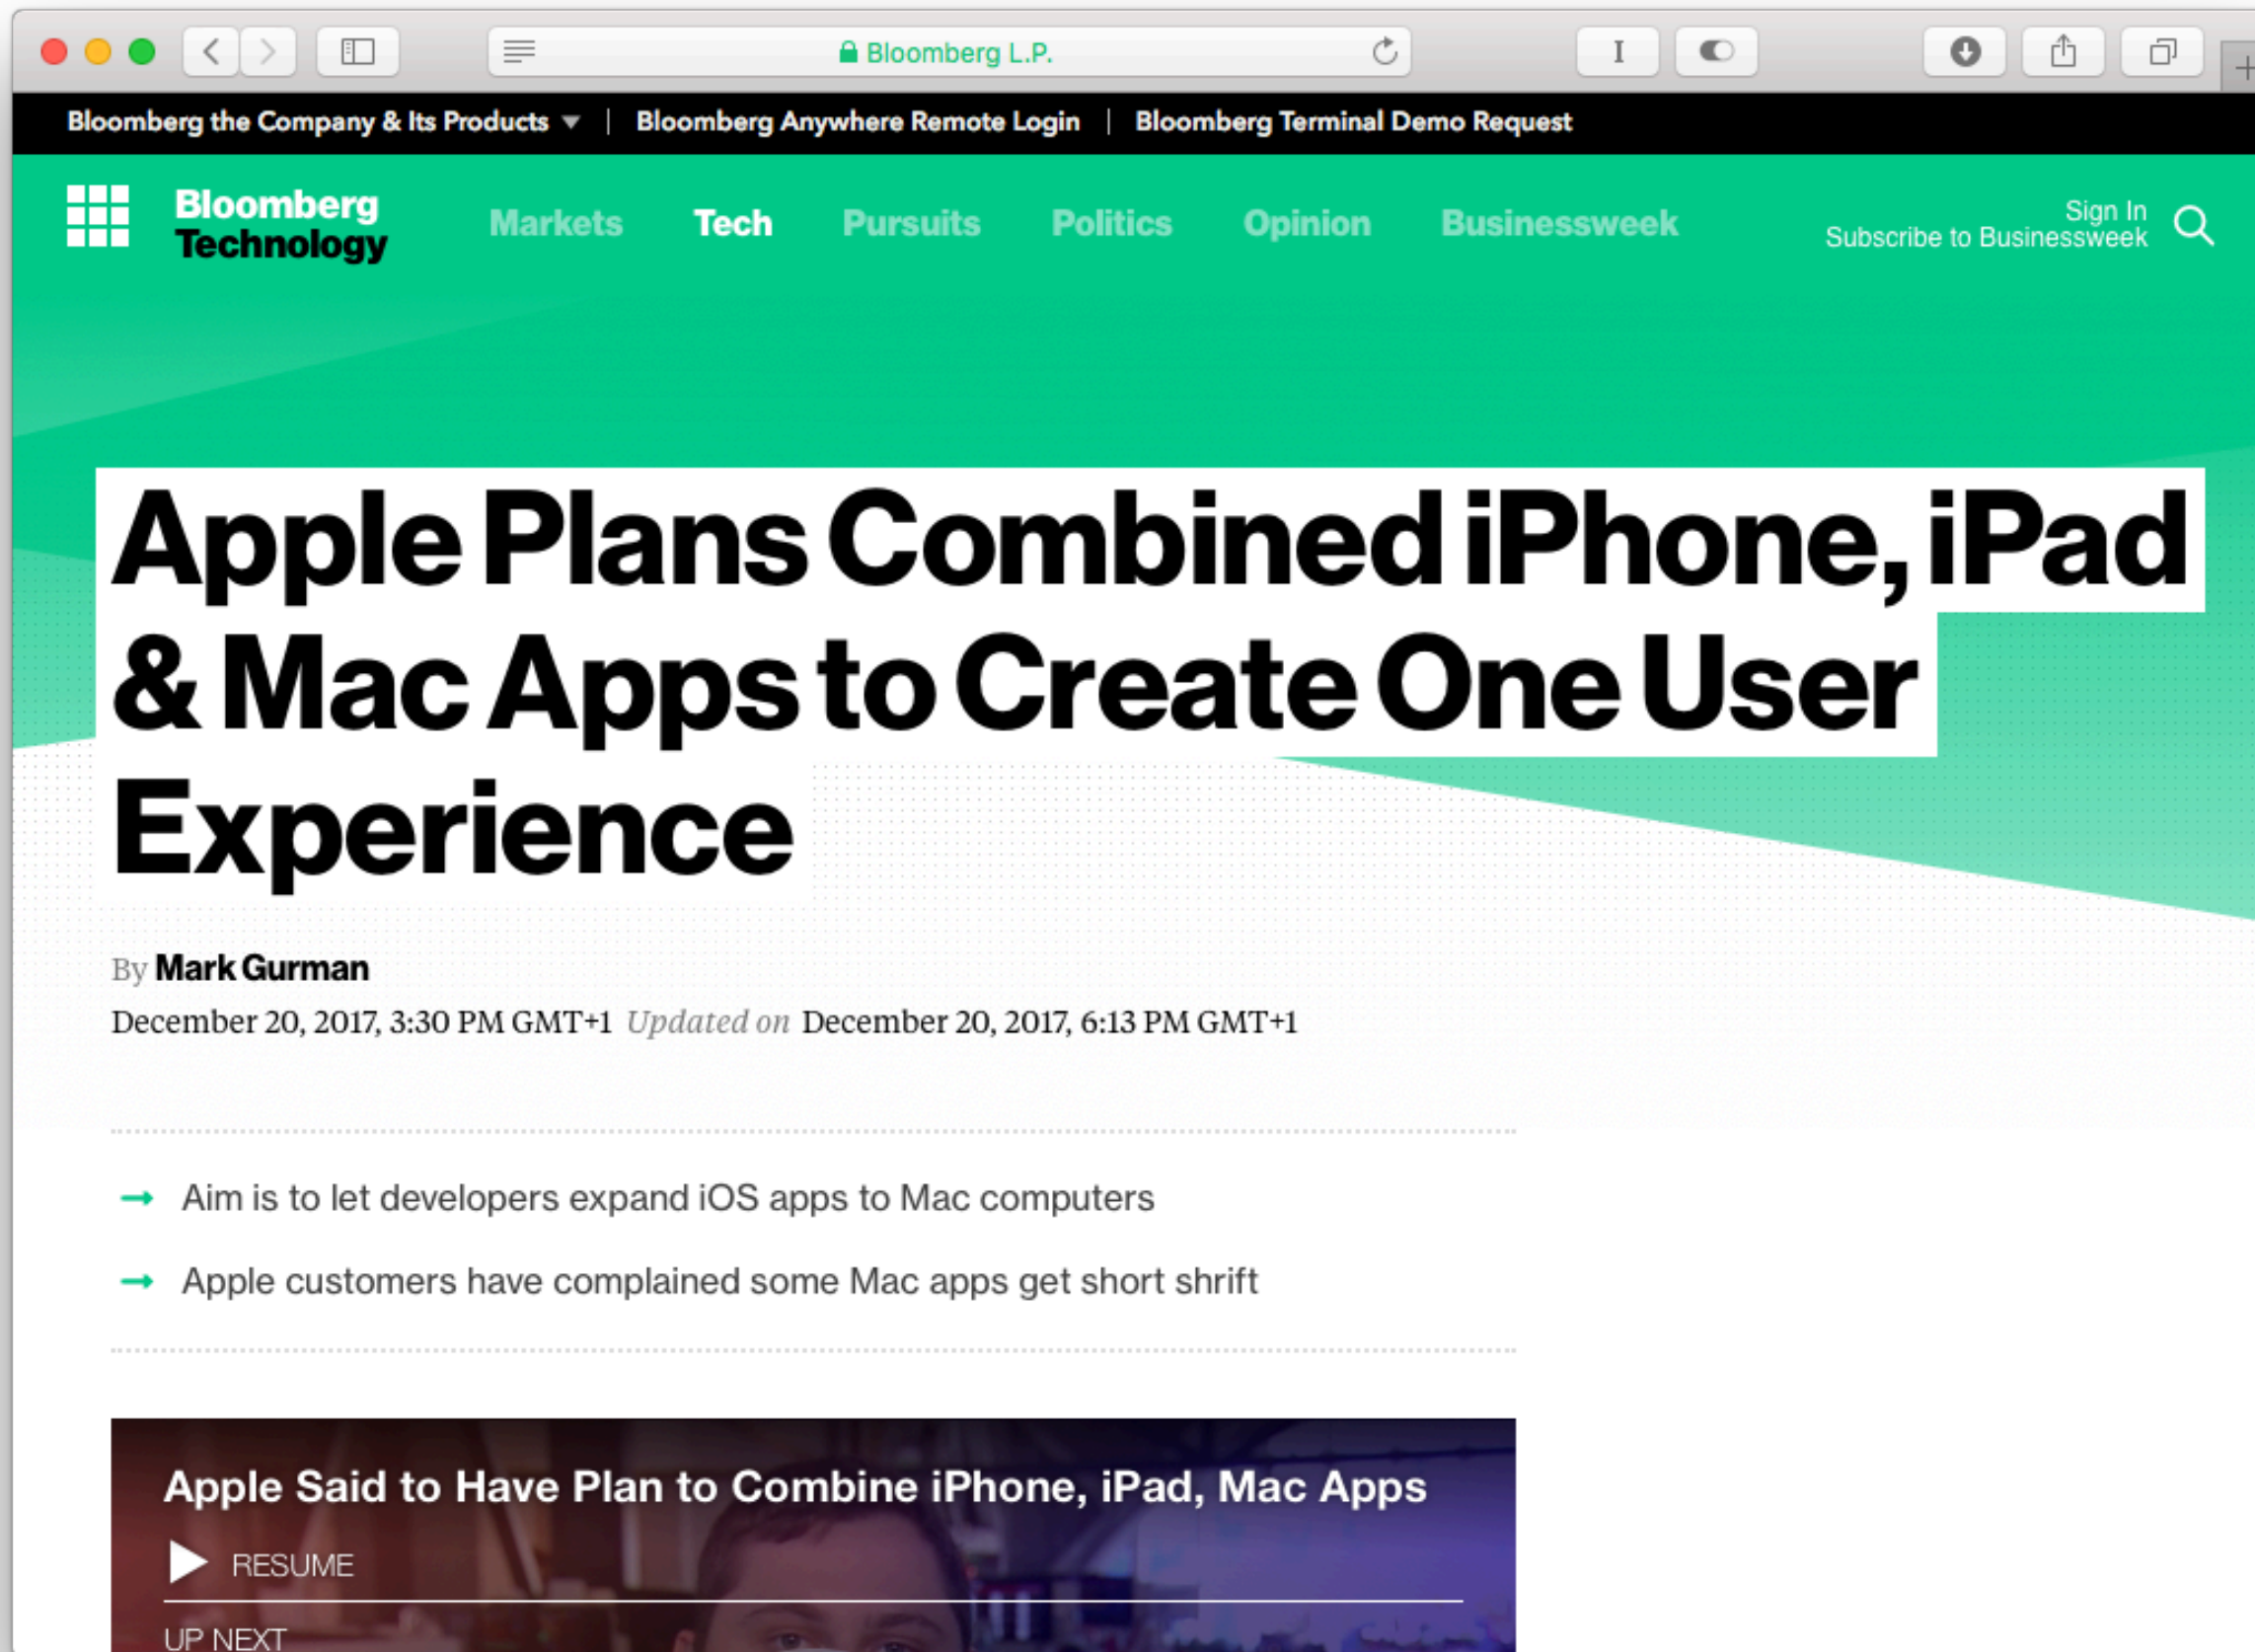 Bloomberg L.P.
Bloomberg the Company & Its Products | Bloomberg Anywhere Remote Login | Bloomberg Terminal Demo Request
Bloomberg
Technology
Markets Tech Pursuits Politics Opinion Businessweek
Sign In
Subscribe to Businessweek
Apple Plans Combined iPhone, iPad
& Mac Apps to Create One User
Experience
By Mark Gurman
December 20, 2017, 3:30 PM GMT+1 Updated on December 20, 2017, 6:13 PM GMT+1
→ Aim is to let developers expand iOS apps to Mac computers
→ Apple customers have complained some Mac apps get short shrift
Apple Said to Have Plan to Combine iPhone, iPad, Mac Apps
RESUME
UP NEXT